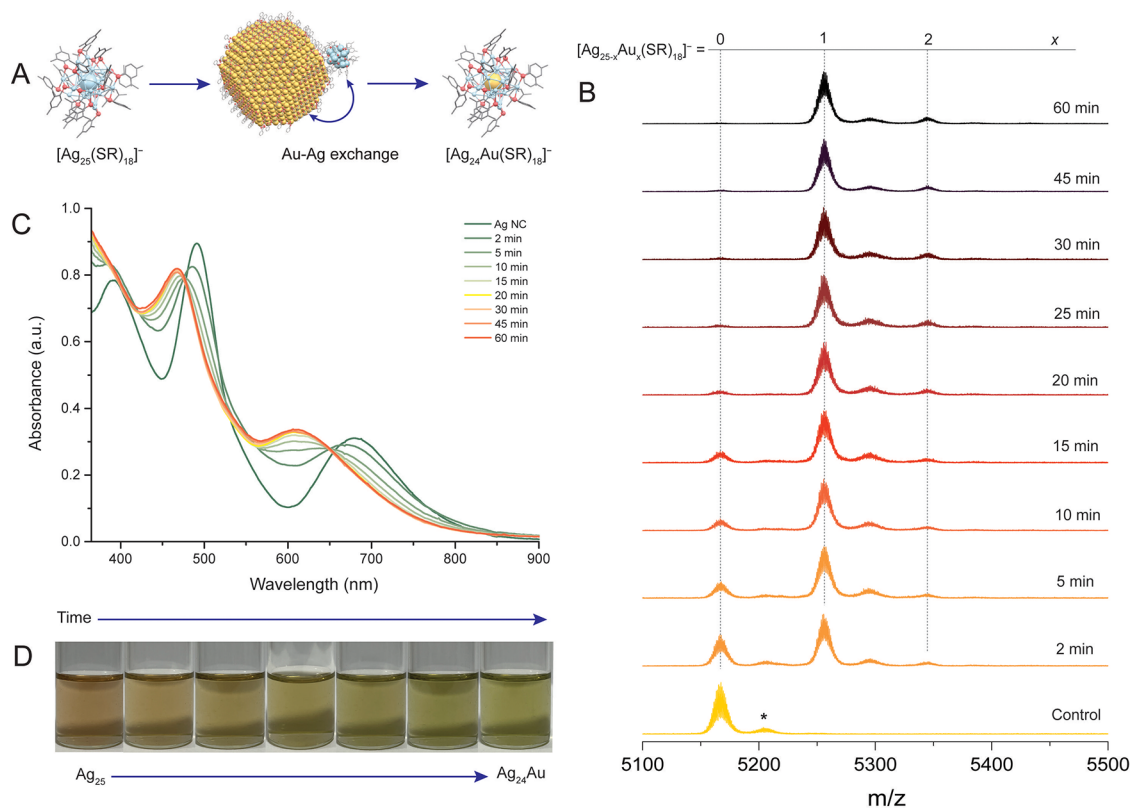 A
[Ag25(SR)18]–
Au-Ag exchange
[Ag24Au(SR)18]–
[Ag25-xAux(SR)18]– =
0
1
2
x
B
60 min
45 min
30 min
25 min
20 min
15 min
10 min
5 min
2 min
Control
*
5100
5200
5300
5400
5500
m/z
C
1.0
0.8
0.6
0.4
0.2
0.0
Absorbance (a.u.)
Ag NC
2 min
5 min
10 min
15 min
20 min
30 min
45 min
60 min
400
500
600
700
800
900
Wavelength (nm)
Time
D
Ag25
Ag24Au